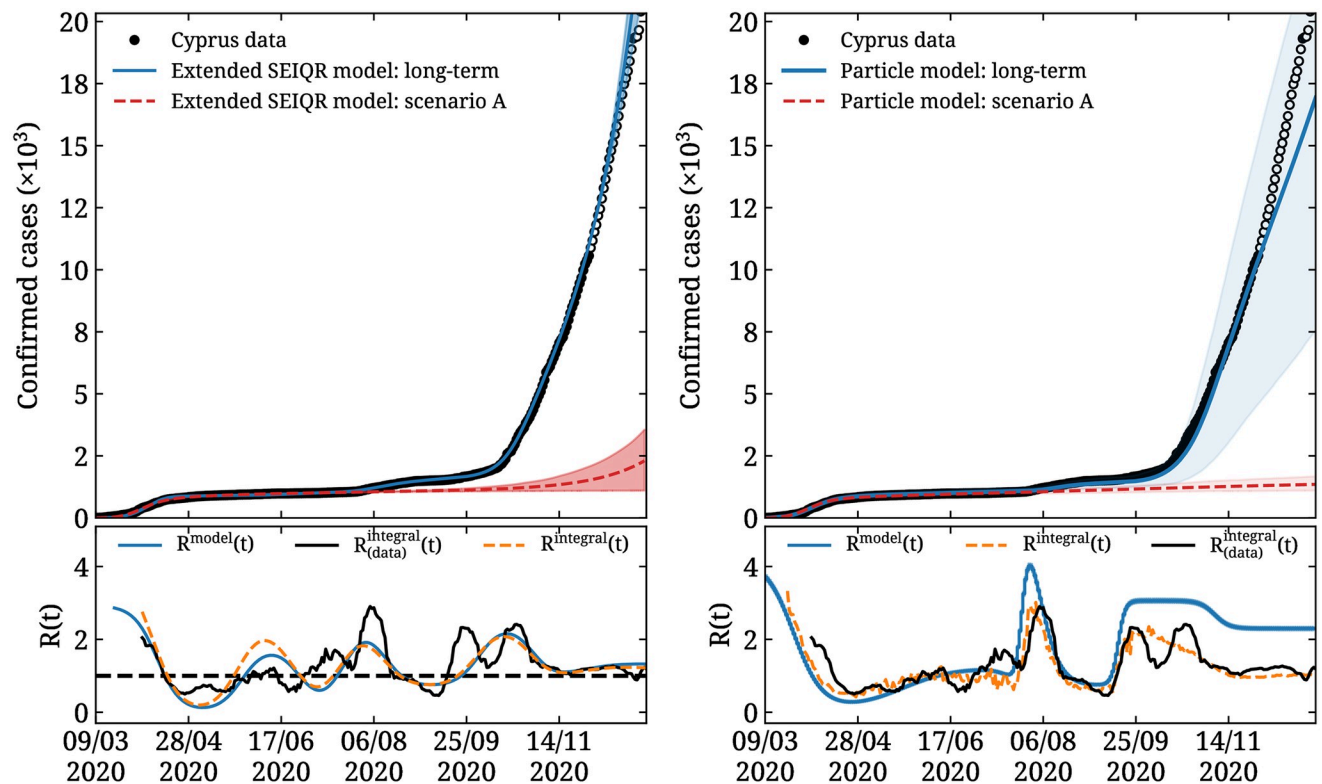 Confirmed cases (×10³)
20
18
15
12
10
8
5
2
0
Cyprus data
Extended SEIQR model: long-term
Extended SEIQR model: scenario A
R(t)
4
2
0
R^model(t)
R^integral_(data)(t)
R^integral(t)
09/03 2020
28/04 2020
17/06 2020
06/08 2020
25/09 2020
14/11 2020
Confirmed cases (×10³)
20
18
15
12
10
8
5
2
0
Cyprus data
Particle model: long-term
Particle model: scenario A
R(t)
4
2
0
R^model(t)
R^integral(t)
R^integral_(data)(t)
09/03 2020
28/04 2020
17/06 2020
06/08 2020
25/09 2020
14/11 2020